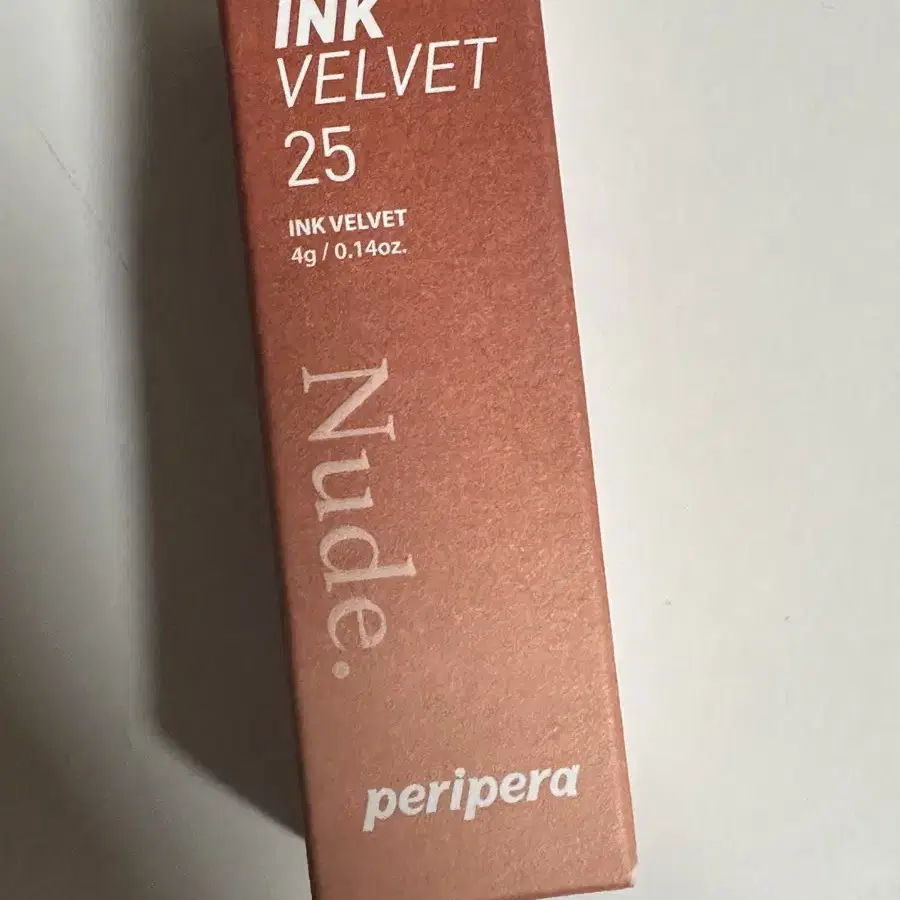 INK
VELVET
25
INK VELVET
4g / 0.14oz.
Nude.
peripera